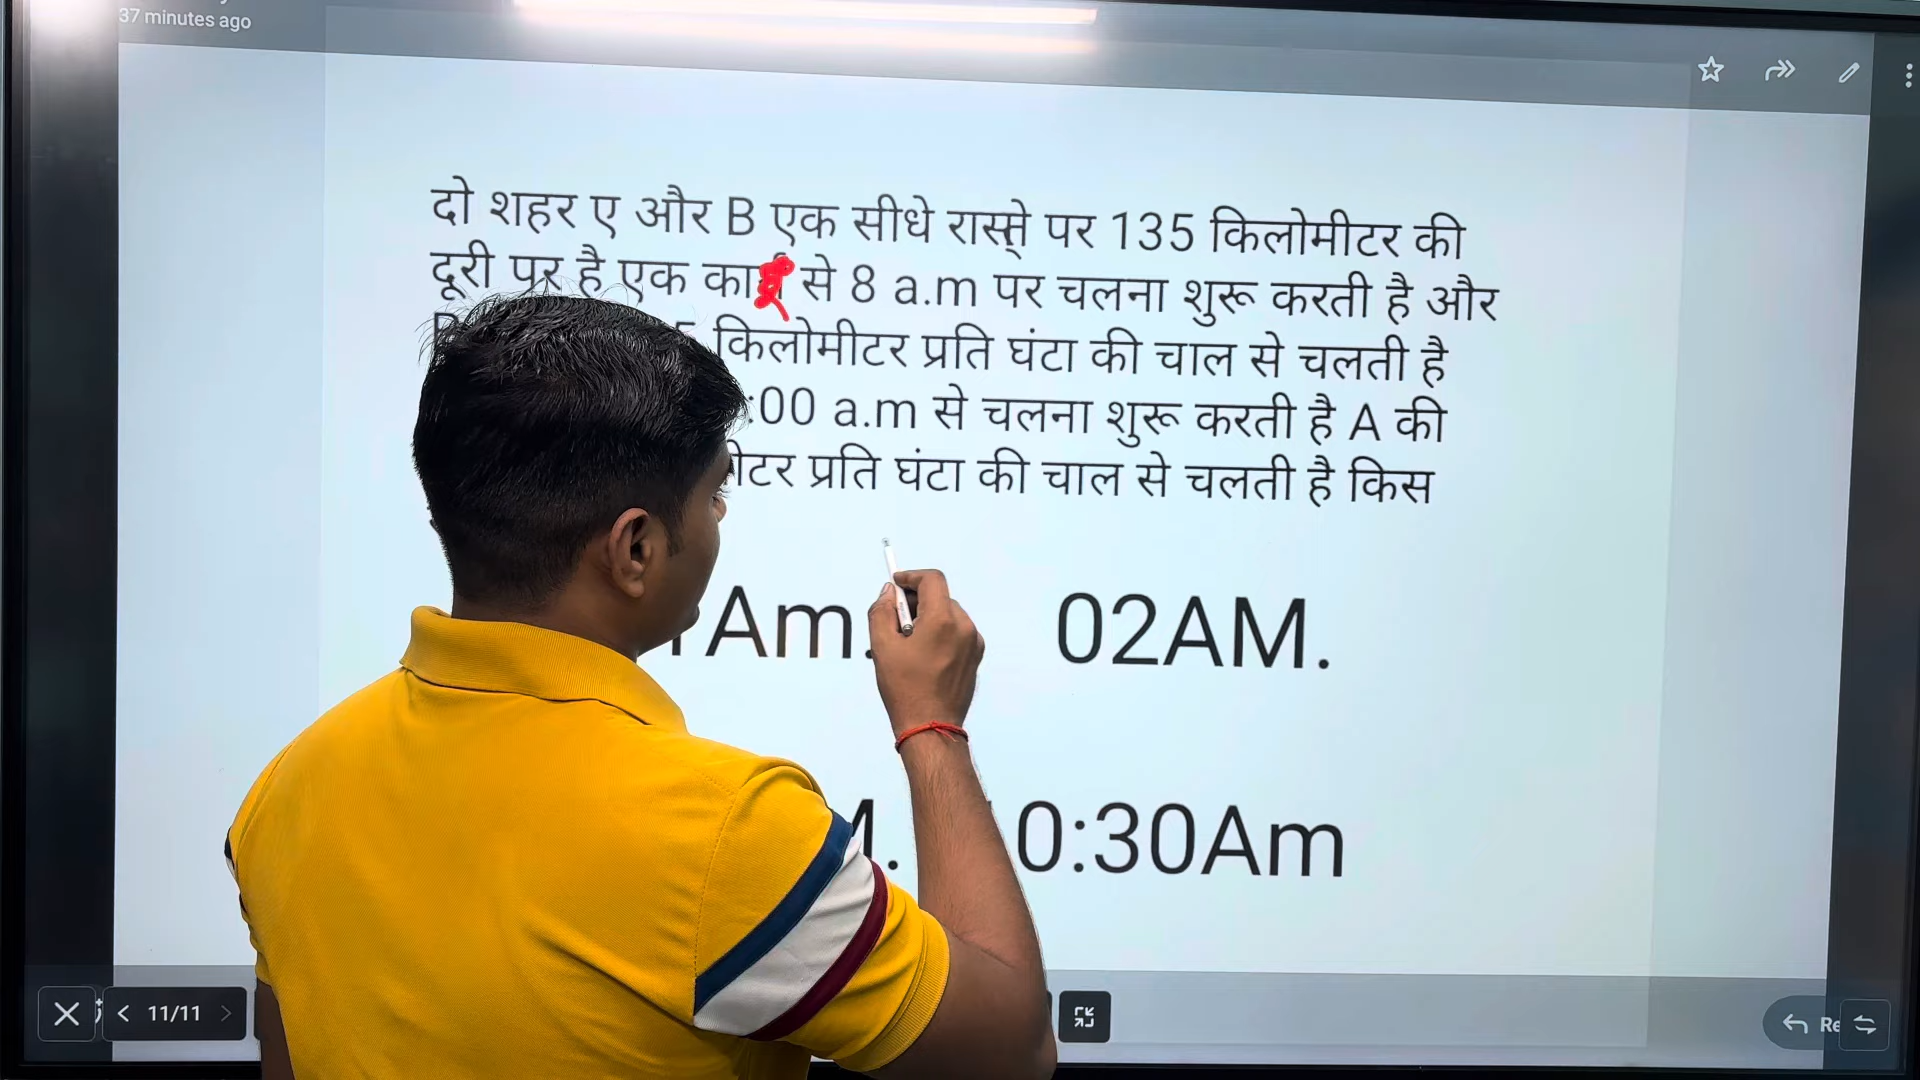 37 minutes ago
दो शहर ए और B एक सीधे रास्ते पर 135 किलोमीटर की
दूरी पर है एक से 8 a.m पर चलना शुरू करती है और
किलोमीटर प्रति घंटा की चाल से चलती है
:00 a.m से चलना शुरू करती है A की
प्रति घंटा की चाल से चलती है किस
Am. 02AM.
0:30Am
11/11